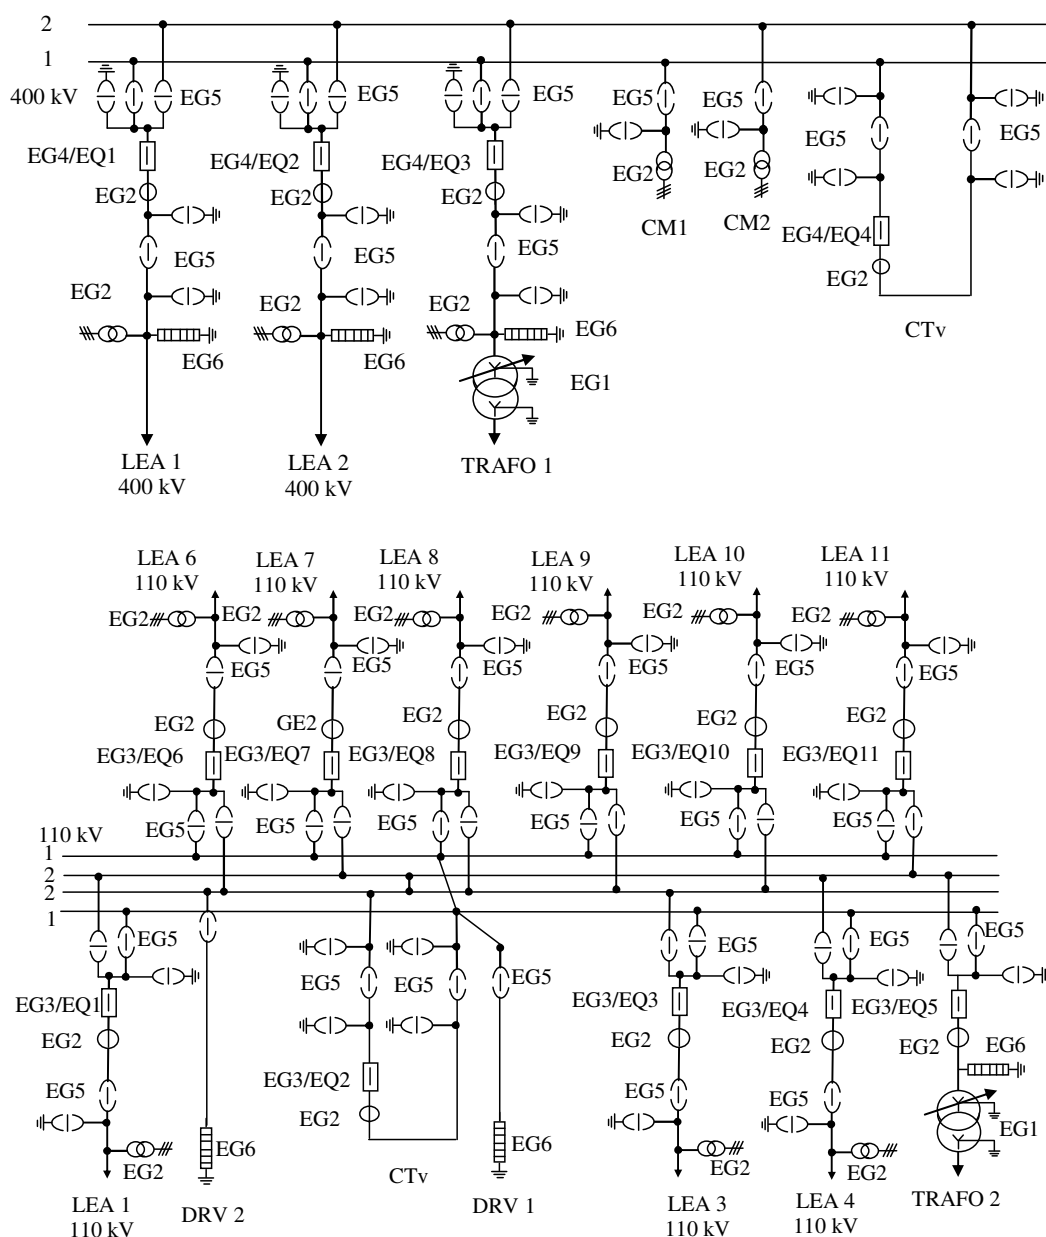 2
1
400 kV
EG5
EG5
EG5
EG5
EG5
EG5
EG5
EG4/EQ1
EG4/EQ2
EG4/EQ3
EG2
EG2
EG2
EG2
EG2
CM1
CM2
EG4/EQ4
EG2
CTv
EG5
EG5
EG5
EG2
EG2
EG2
EG6
EG6
EG6
EG1
LEA 1
400 kV
LEA 2
400 kV
TRAFO 1
LEA 6
110 kV
LEA 7
110 kV
LEA 8
110 kV
LEA 9
110 kV
LEA 10
110 kV
LEA 11
110 kV
EG2
EG2
EG2
EG2
EG2
EG2
EG2
EG5
EG5
EG5
EG5
EG5
EG5
EG2
GE2
EG2
EG2
EG2
EG2
EG3/EQ6
EG3/EQ7
EG3/EQ8
EG3/EQ9
EG3/EQ10
EG3/EQ11
EG5
EG5
EG5
EG5
EG5
EG5
110 kV
1
2
2
1
EG5
EG5
EG5
EG5
EG5
EG5
EG5
EG3/EQ1
EG3/EQ3
EG3/EQ4
EG3/EQ5
EG2
EG2
EG2
EG2
EG6
EG3/EQ2
EG2
EG5
EG5
EG5
EG1
EG6
EG6
EG2
EG2
EG2
CTv
LEA 1
110 kV
DRV 2
DRV 1
LEA 3
110 kV
LEA 4
110 kV
TRAFO 2